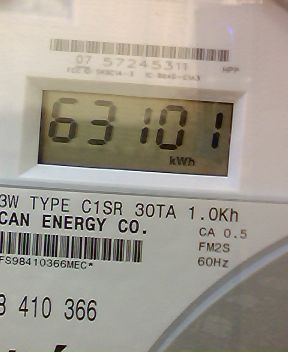 07 57245311
63101
kWh
3W TYPE C1SR 30TA 1.0Kh
CAN ENERGY CO.
CA 0.5
FM2S
60Hz
FS98410366MEC*
410 366